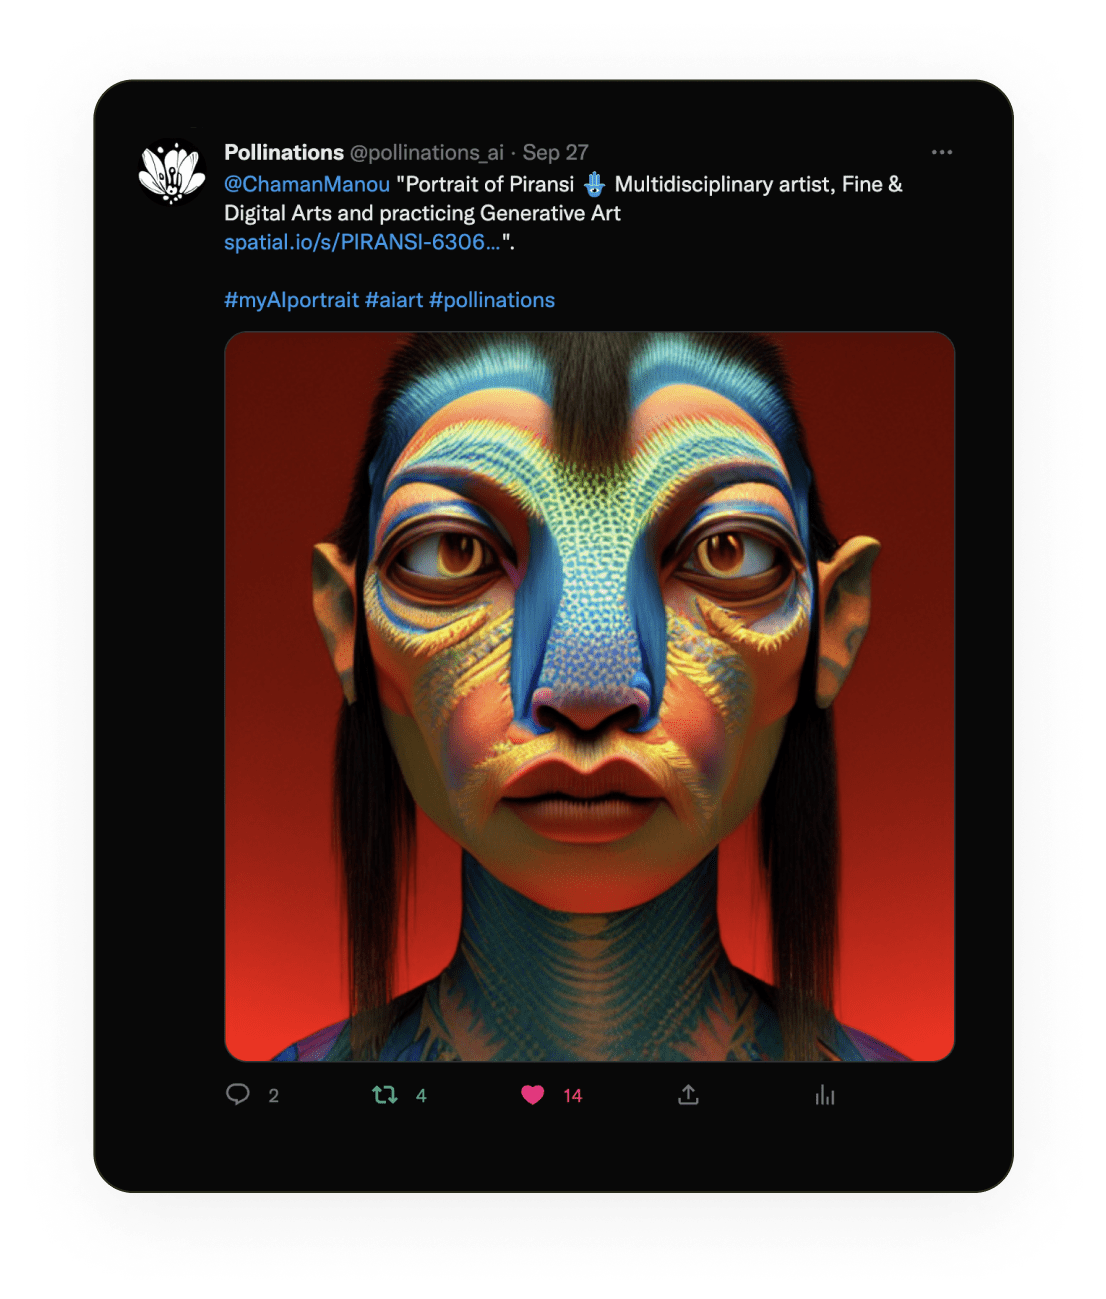 Pollinations @pollinations_ai · Sep 27
@ChamanManou "Portrait of Piransi 🪬 Multidisciplinary artist, Fine &
Digital Arts and practicing Generative Art
spatial.io/s/PIRANSI-6306…".
#myAIportrait #aiart #pollinations
2 4 14